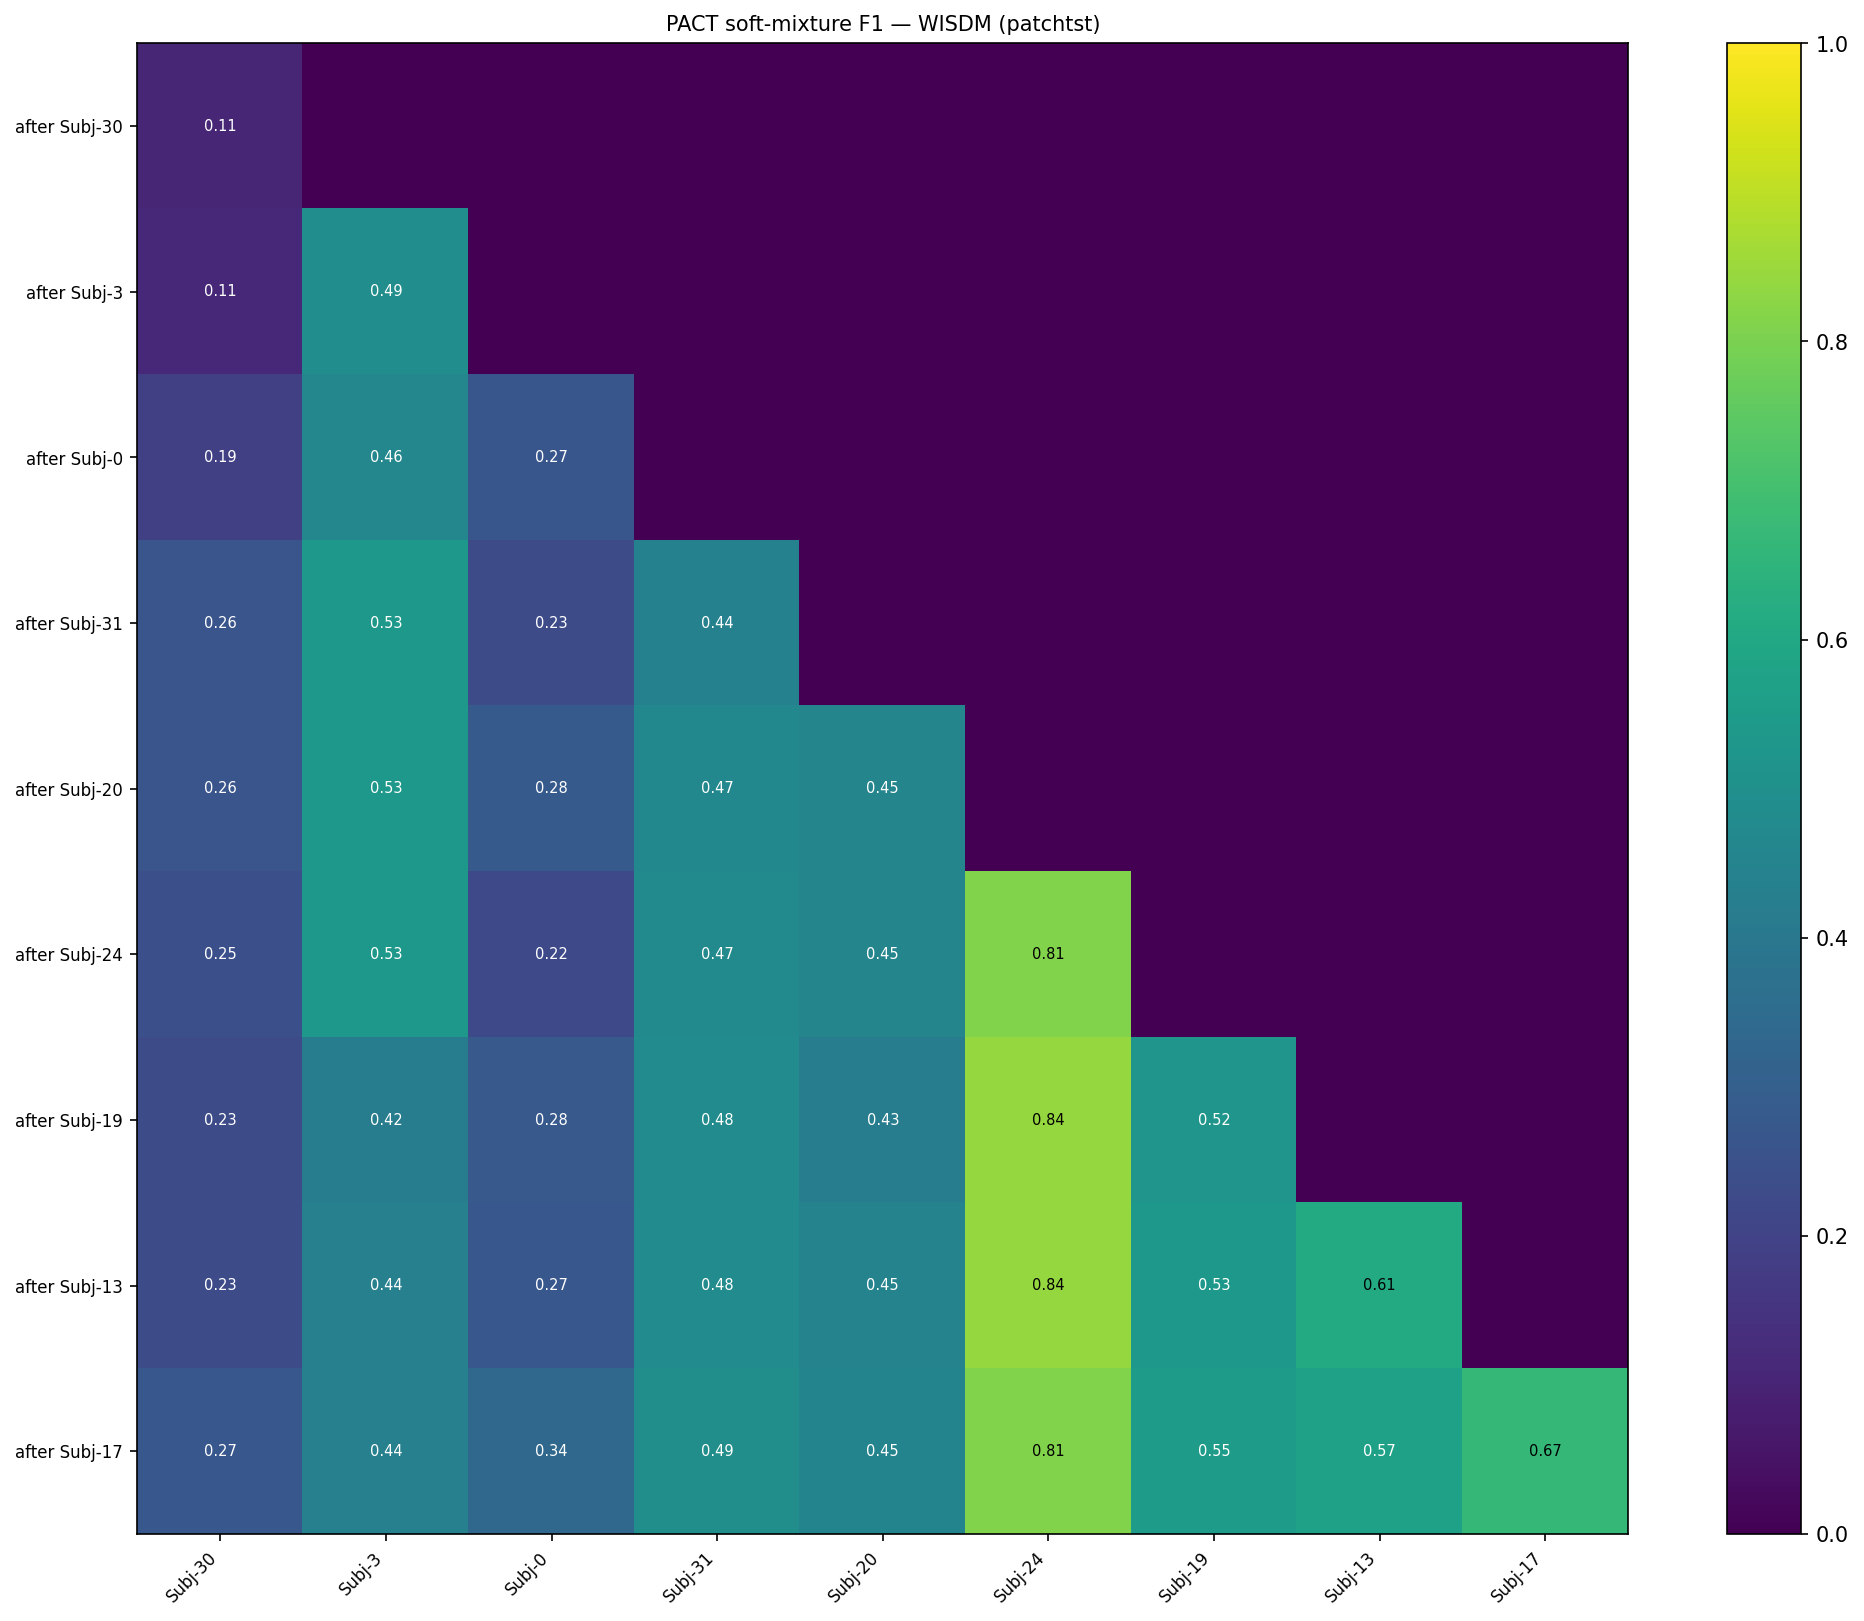 PACT soft-mixture F1 — WISDM (patchtst)
1.0
after Subj-30 0.11
after Subj-3 0.11 0.49
0.8
after Subj-0 0.19 0.46 0.27
after Subj-31 0.26 0.53 0.23 0.44
0.6
after Subj-20 0.26 0.53 0.28 0.47 0.45
0.4
after Subj-24 0.25 0.53 0.22 0.47 0.45 0.81
after Subj-19 0.23 0.42 0.28 0.48 0.43 0.84 0.52
0.2
after Subj-13 0.23 0.44 0.27 0.48 0.45 0.84 0.53 0.61
after Subj-17 0.27 0.44 0.34 0.49 0.45 0.81 0.55 0.57 0.67
0.0
Subj-30 Subj-3 Subj-0 Subj-31 Subj-20 Subj-24 Subj-19 Subj-13 Subj-17